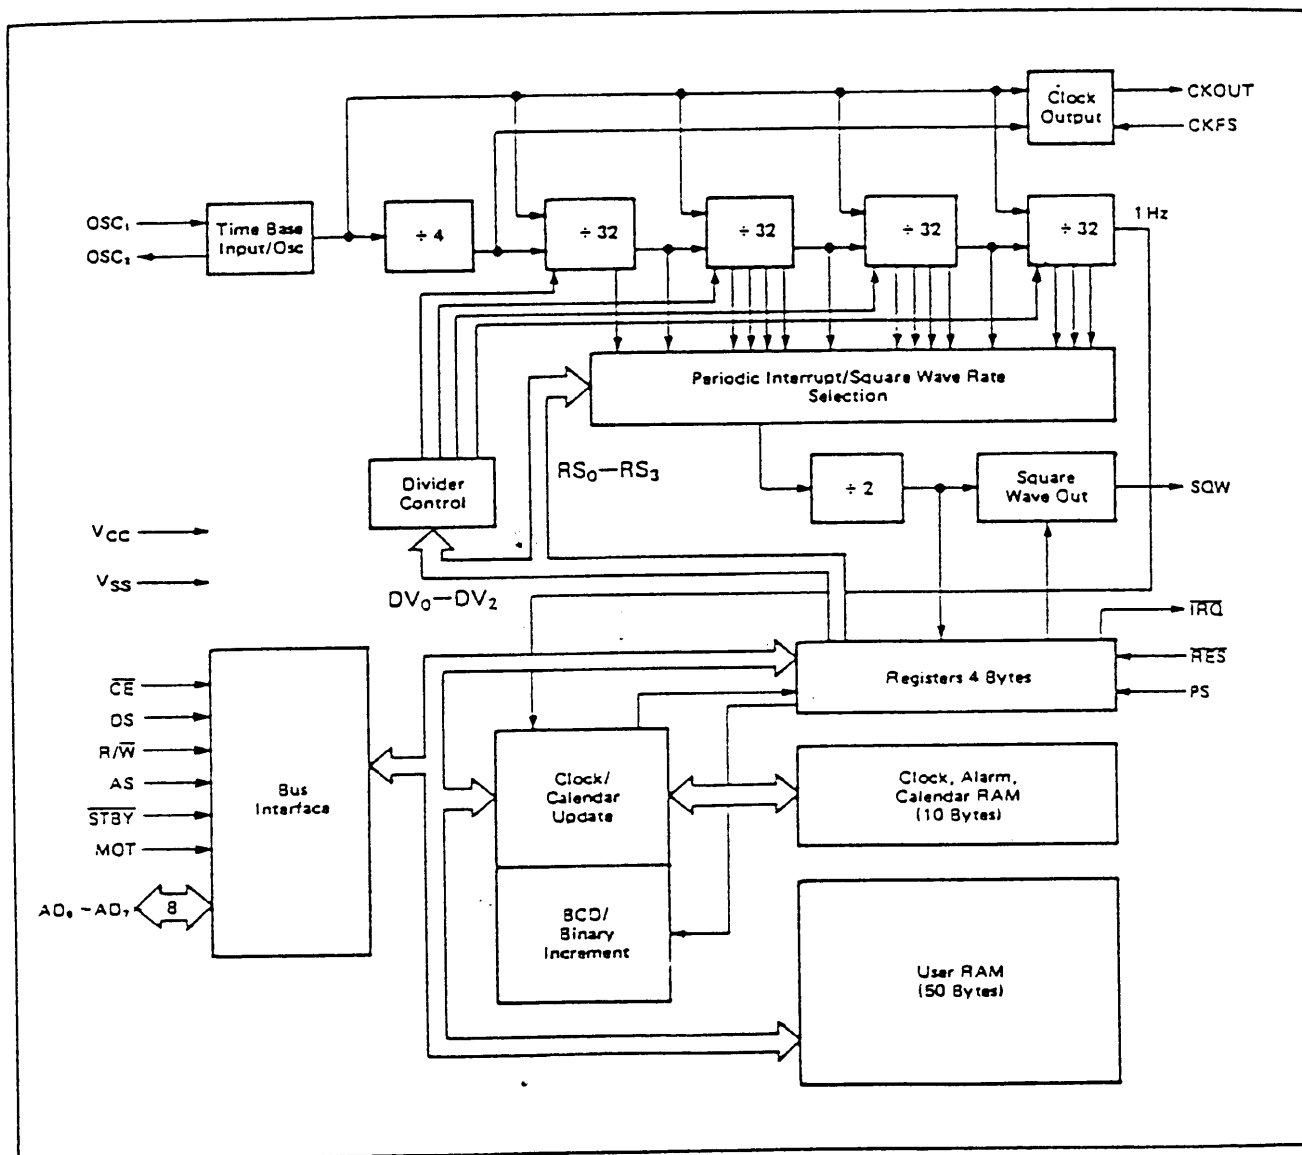 CKOUT
Clock
Output
CKFS
OSC₁
OSC₂
Time Base
Input/Osc
÷ 4
÷ 32
÷ 32
÷ 32
÷ 32
1 Hz
Periodic Interrupt/Square Wave Rate
Selection
RS₀—RS₃
Divider
Control
÷ 2
Square
Wave Out
SQW
V_CC
V_SS
DV₀—DV₂
IRQ
RES
PS
Registers 4 Bytes
CE
DS
R/W
AS
STBY
MOT
AD₀–AD₇
8
Bus
Interface
Clock/
Calendar
Update
Clock, Alarm,
Calendar RAM
(10 Bytes)
BCD/
Binary
Increment
User RAM
(50 Bytes)